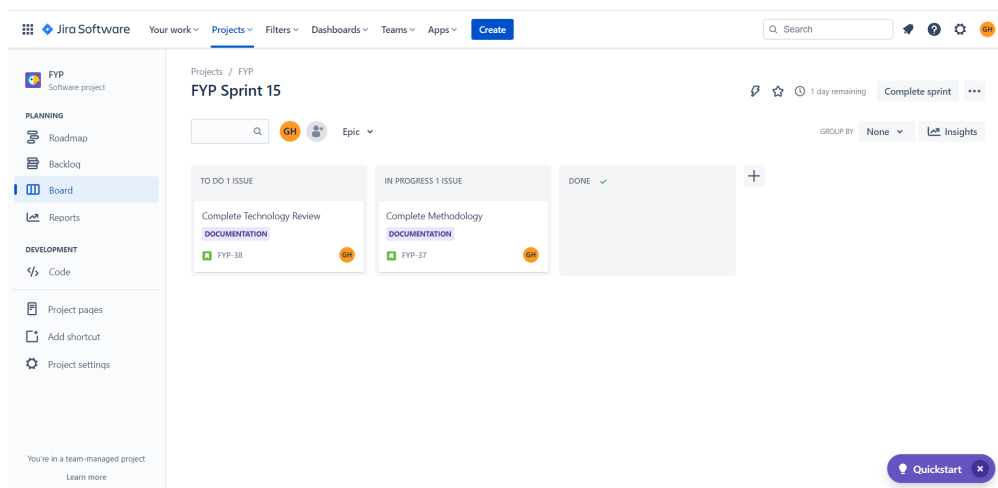 Jira Software Your work Projects Filters Dashboards Teams Apps Create Search GH
FYP
Software project
PLANNING
Roadmap
Backlog
Board
Reports
DEVELOPMENT
Code
Project pages
Add shortcut
Project settings
You're in a team-managed project
Learn more
Projects / FYP
FYP Sprint 15
1 day remaining Complete sprint
GH Epic GROUP BY None Insights
TO DO 1 ISSUE
Complete Technology Review
DOCUMENTATION
FYP-38 GH
IN PROGRESS 1 ISSUE
Complete Methodology
DOCUMENTATION
FYP-37 GH
DONE
Quickstart